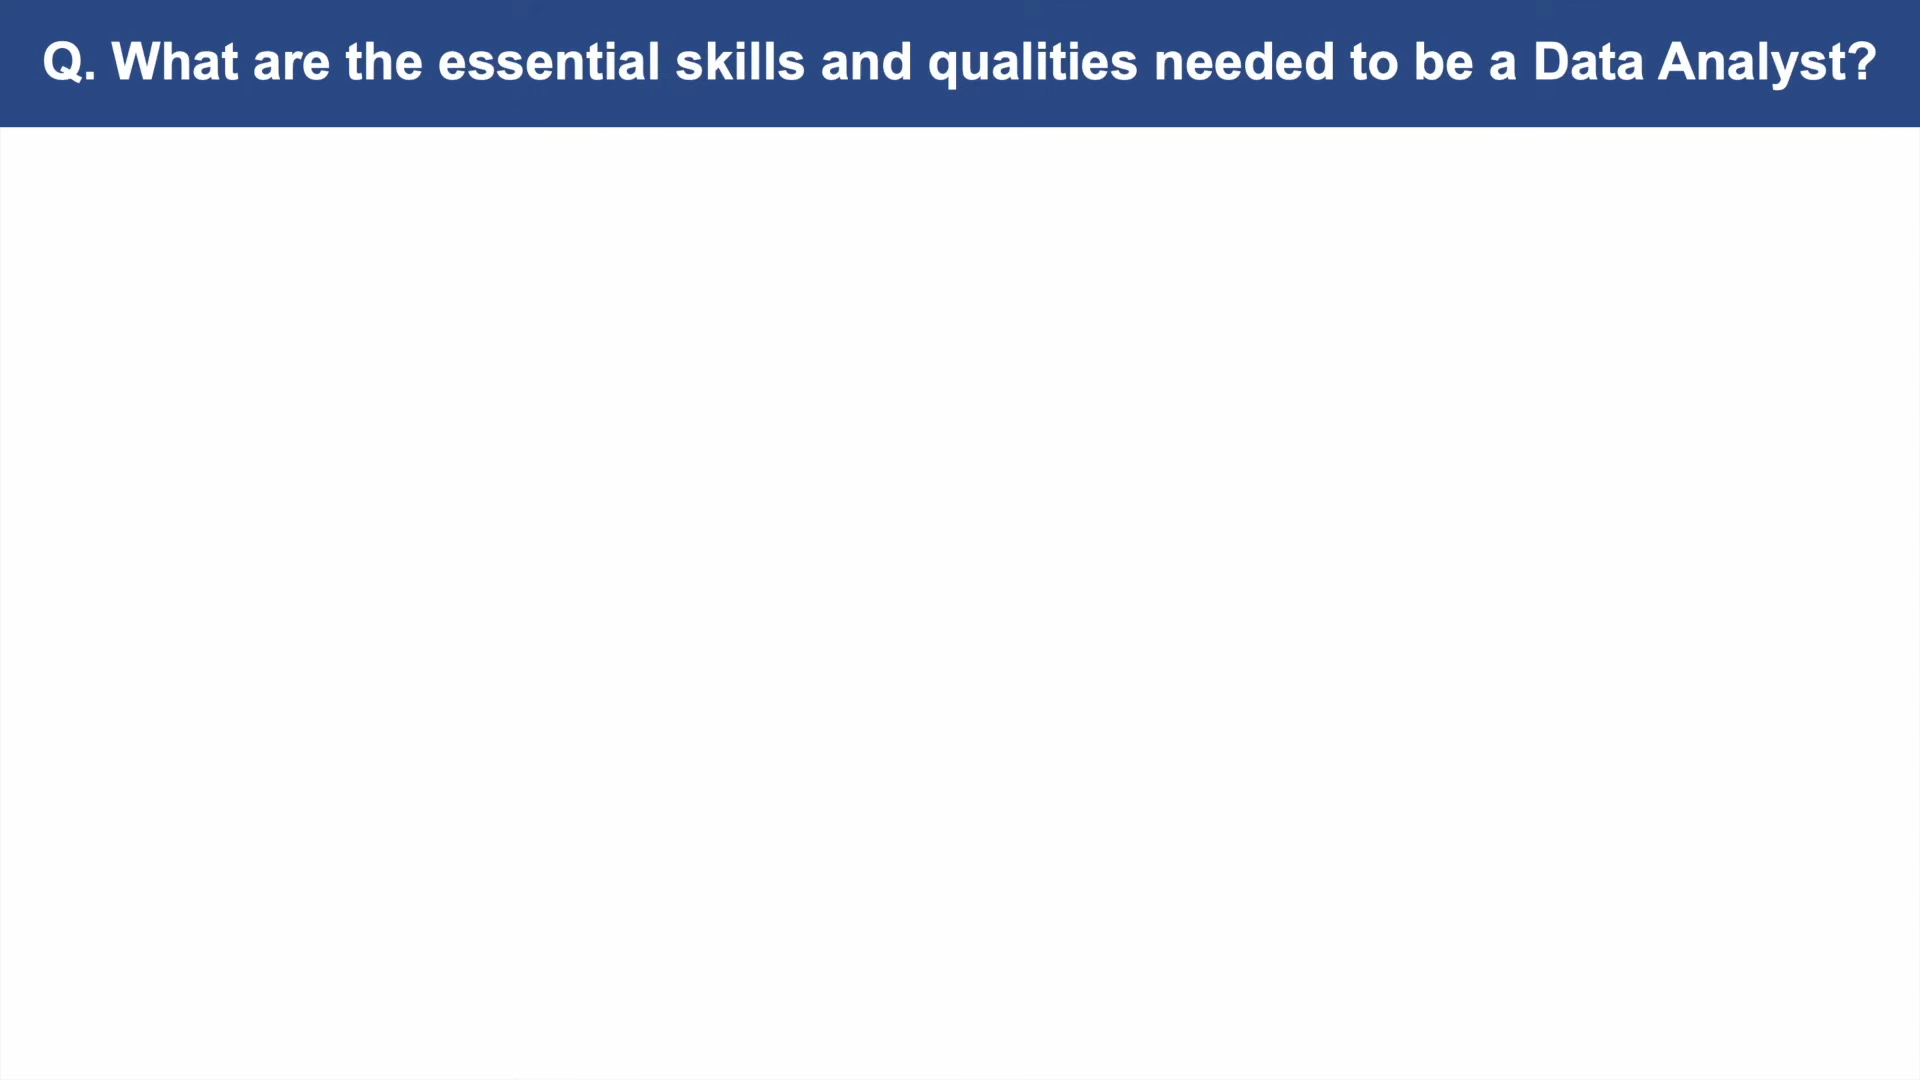 Q. What are the essential skills and qualities needed to be a Data Analyst?